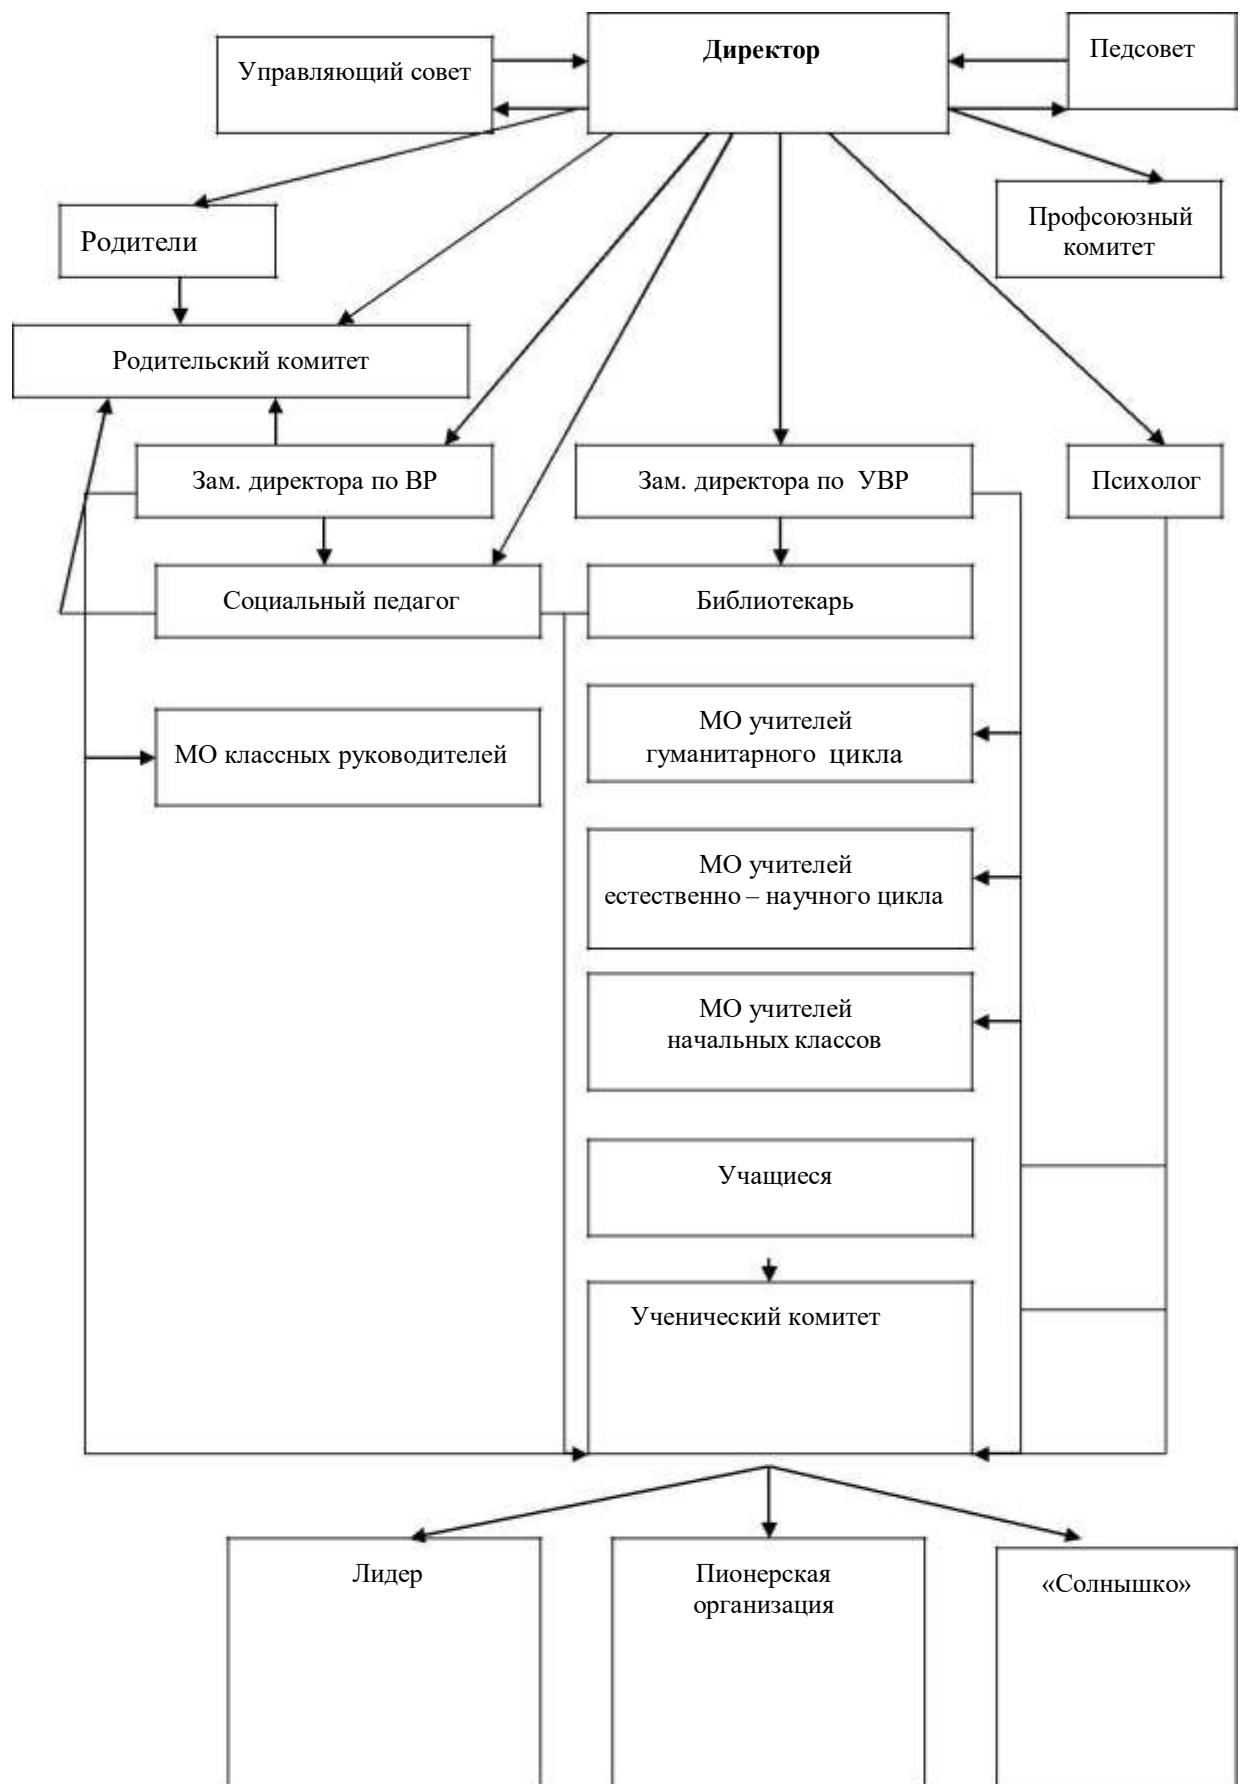 Директор
Управляющий совет
Педсовет
Профсоюзный
комитет
Родители
Родительский комитет
Зам. директора по ВР
Зам. директора по УВР
Психолог
Социальный педагог
Библиотекарь
МО классных руководителей
МО учителей
гуманитарного цикла
МО учителей
естественно – научного цикла
МО учителей
начальных классов
Учащиеся
Ученический комитет
Лидер
Пионерская
организация
«Солнышко»